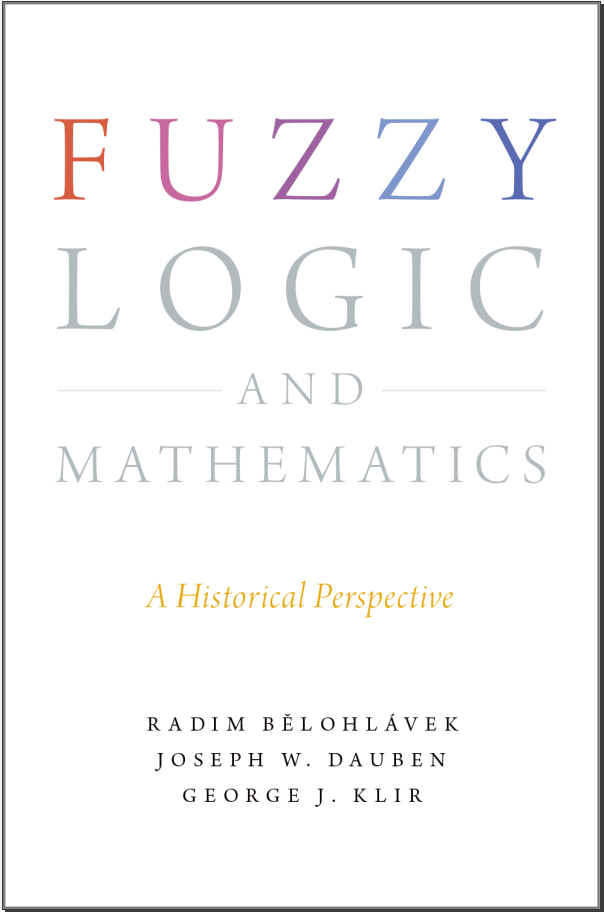 FUZZY
LOGIC
AND
MATHEMATICS
A Historical Perspective
RADIM BĚLOHLÁVEK
JOSEPH W. DAUBEN
GEORGE J. KLIR